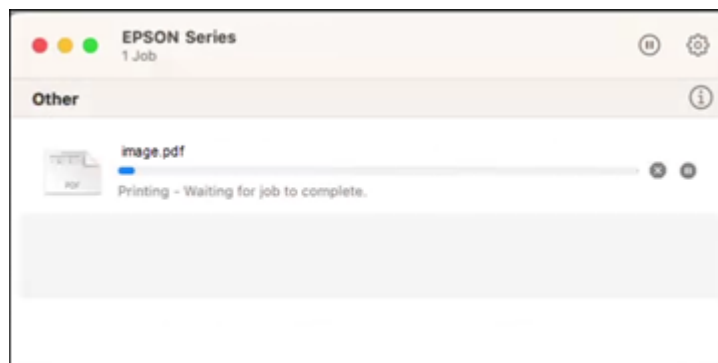 EPSON Series
1 Job
Other
image.pdf
PDF
Printing - Waiting for job to complete.